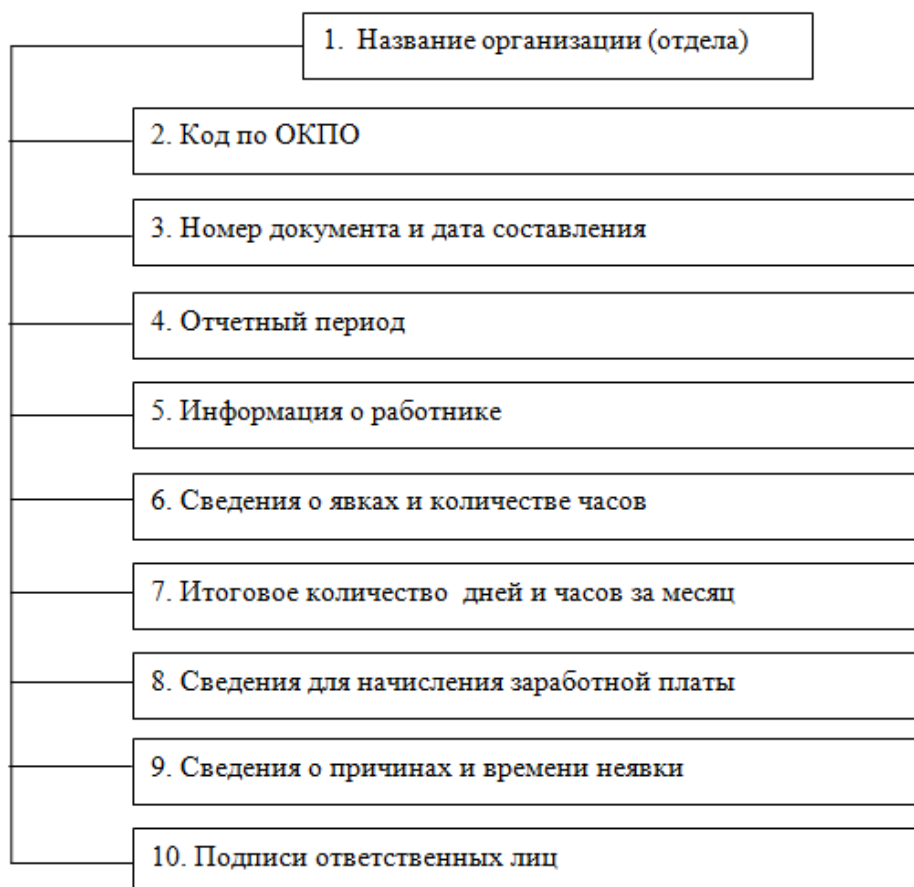 1. Название организации (отдела)
2. Код по ОКПО
3. Номер документа и дата составления
4. Отчетный период
5. Информация о работнике
6. Сведения о явках и количестве часов
7. Итоговое количество дней и часов за месяц
8. Сведения для начисления заработной платы
9. Сведения о причинах и времени неявки
10. Подписи ответственных лиц